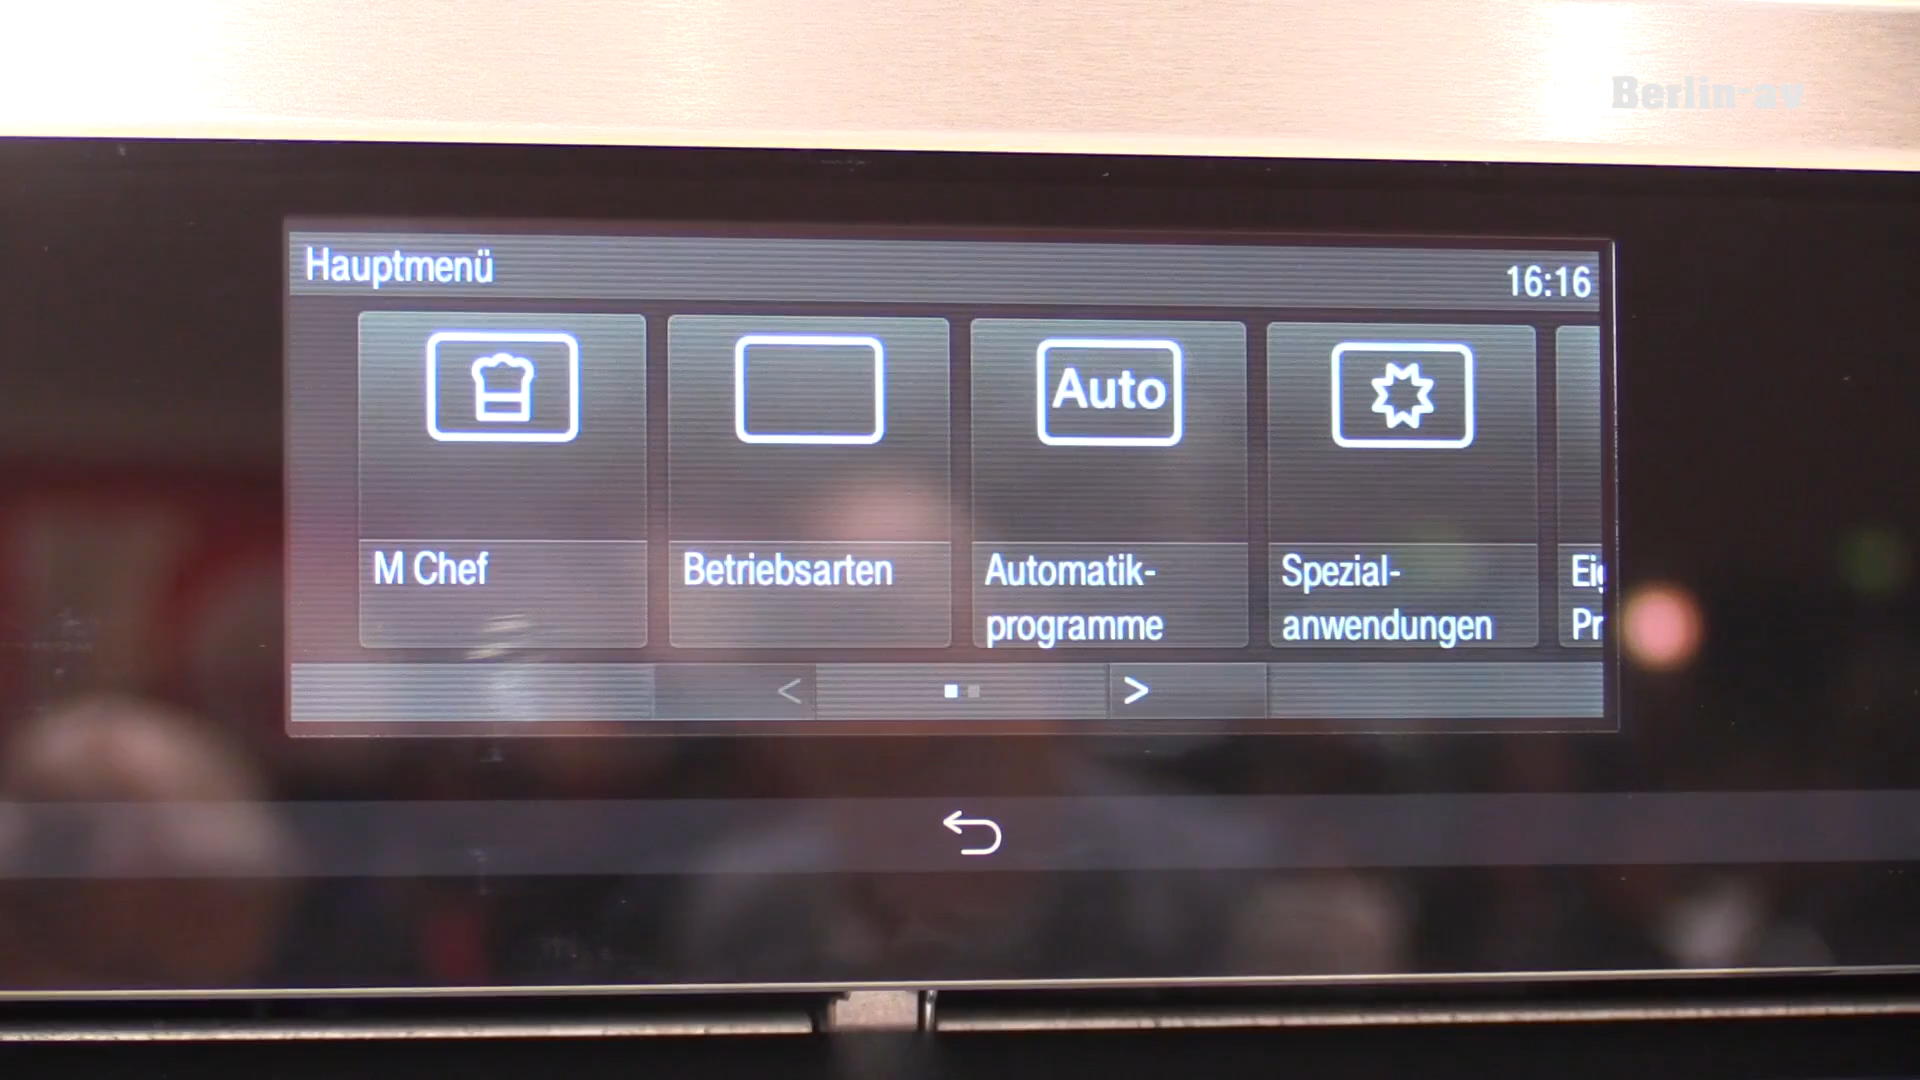 Berlin-av
Hauptmenü
16:16
Auto
M Chef
Betriebsarten
Automatik-
programme
Spezial-
anwendungen